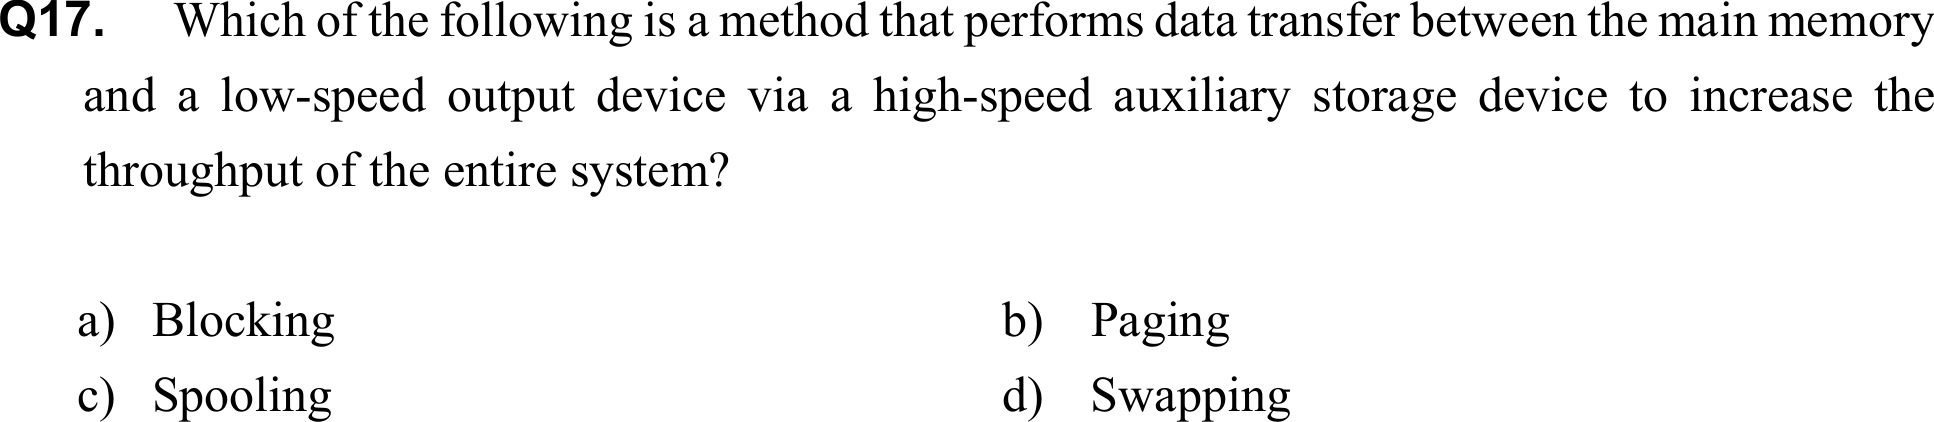 Q17. Which of the following is a method that performs data transfer between the main memory
and a low-speed output device via a high-speed auxiliary storage device to increase the
throughput of the entire system?
a) Blocking b) Paging
c) Spooling d) Swapping